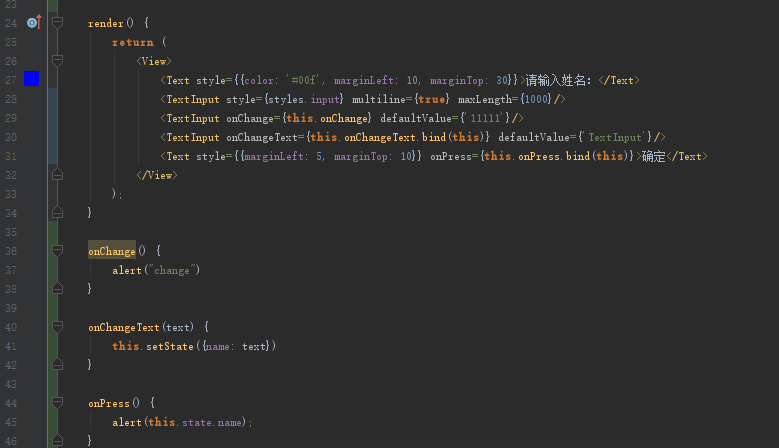 23
24 render() {
25 return (
26 <View>
27 <Text style={{color: '#00f', marginLeft: 10, marginTop: 30}}>请输入姓名：</Text>
28 <TextInput style={styles.input} multiline={true} maxLength={1000}/>
29 <TextInput onChange={this.onChange} defaultValue={'11111'}/>
30 <TextInput onChangeText={this.onChangeText.bind(this)} defaultValue={'TextInput'}/>
31 <Text style={{marginLeft: 5, marginTop: 10}} onPress={this.onPress.bind(this)}>确定</Text>
32 </View>
33 );
34 }
35
36 onChange() {
37 alert("change")
38 }
39
40 onChangeText(text) {
41 this.setState({name: text})
42 }
43
44 onPress() {
45 alert(this.state.name);
46 }